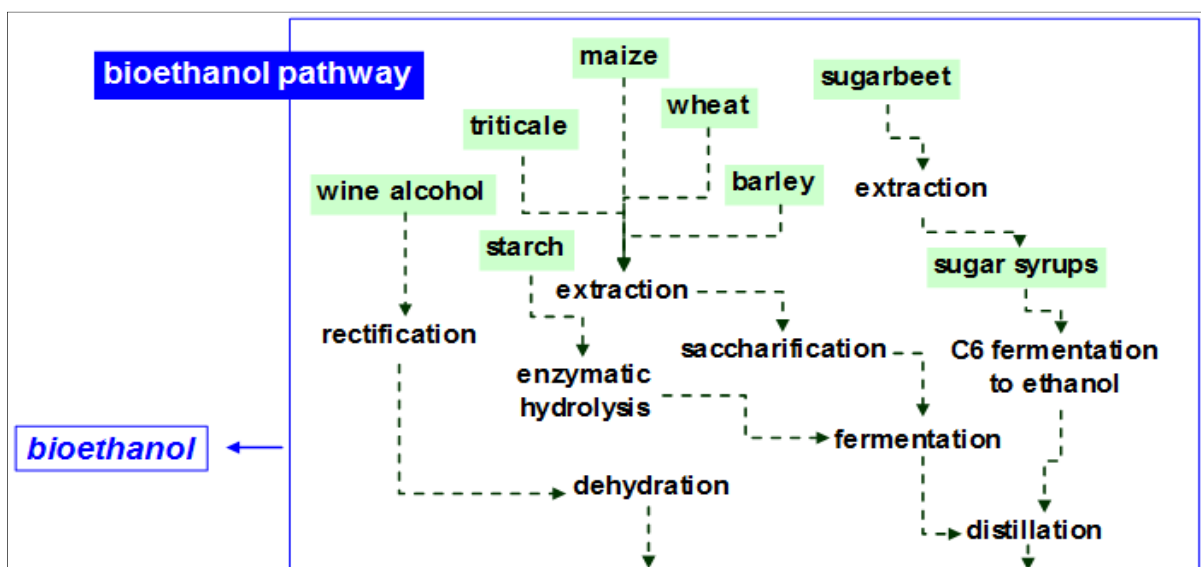 bioethanol pathway
maize
sugarbeet
wheat
triticale
barley
wine alcohol
extraction
starch
sugar syrups
extraction
rectification
saccharification
C6 fermentation
to ethanol
enzymatic
hydrolysis
bioethanol
fermentation
dehydration
distillation